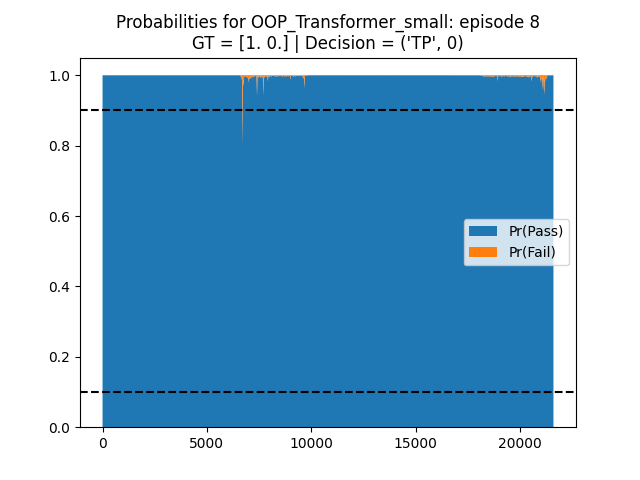 Probabilities for OOP_Transformer_small: episode 8
GT = [1. 0.] | Decision = ('TP', 0)
1.0
0.8
0.6
0.4
0.2
0.0
Pr(Pass)
Pr(Fail)
0
5000
10000
15000
20000